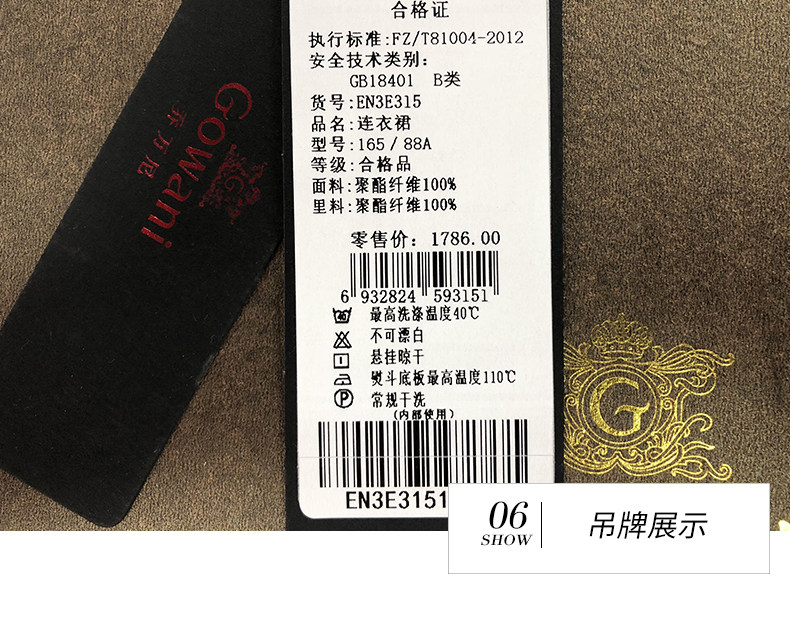 合格证
执行标准:FZ/T81004-2012
安全技术类别:
GB18401 B类
货号:EN3E315
品名:连衣裙
型号:165/88A
等级:合格品
面料:聚酯纤维100%
里料:聚酯纤维100%
零售价: 1786.00
6 932824 593151
40 最高洗涤温度40℃
不可漂白
悬挂晾干
熨斗底板最高温度110℃
P 常规干洗
(内部使用)
EN3E3151
Gowani
乔万尼
G
G
06
SHOW
吊牌展示